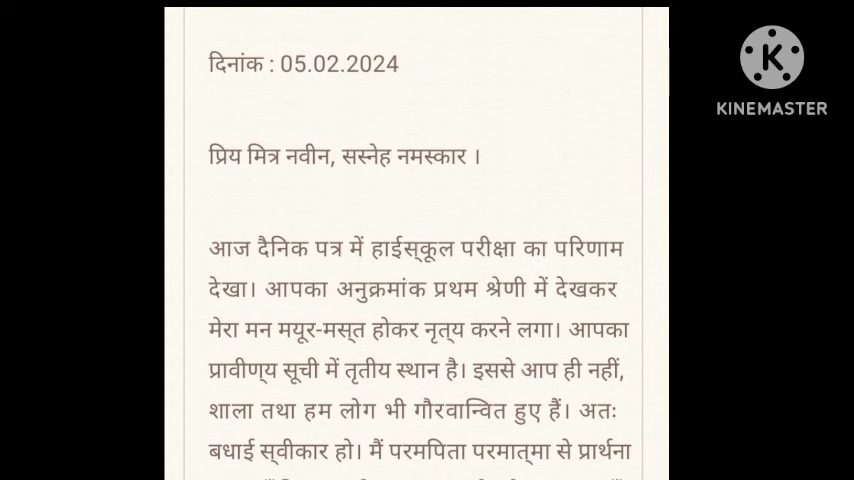 दिनांक : 05.02.2024
KINEMASTER
प्रिय मित्र नवीन, सस्नेह नमस्कार ।
आज दैनिक पत्र में हाईस्कूल परीक्षा का परिणाम
देखा। आपका अनुक्रमांक प्रथम श्रेणी में देखकर
मेरा मन मयूर-मस्त होकर नृत्य करने लगा। आपका
प्रावीण्य सूची में तृतीय स्थान है। इससे आप ही नहीं,
शाला तथा हम लोग भी गौरवान्वित हुए हैं। अतः
बधाई स्वीकार हो। मैं परमपिता परमात्मा से प्रार्थना